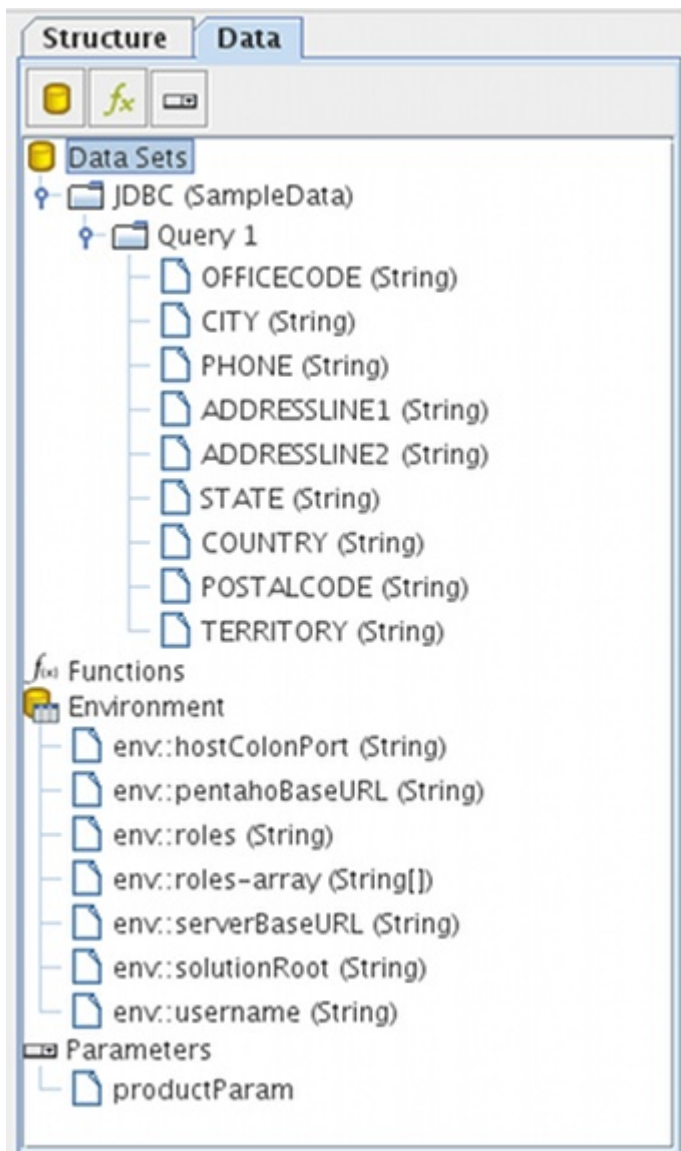 Structure Data
fx
Data Sets
JDBC (SampleData)
Query 1
OFFICECODE (String)
CITY (String)
PHONE (String)
ADDRESSLINE1 (String)
ADDRESSLINE2 (String)
STATE (String)
COUNTRY (String)
POSTALCODE (String)
TERRITORY (String)
f(x) Functions
Environment
env::hostColonPort (String)
env::pentahoBaseURL (String)
env::roles (String)
env::roles-array (String[])
env::serverBaseURL (String)
env::solutionRoot (String)
env::username (String)
Parameters
productParam